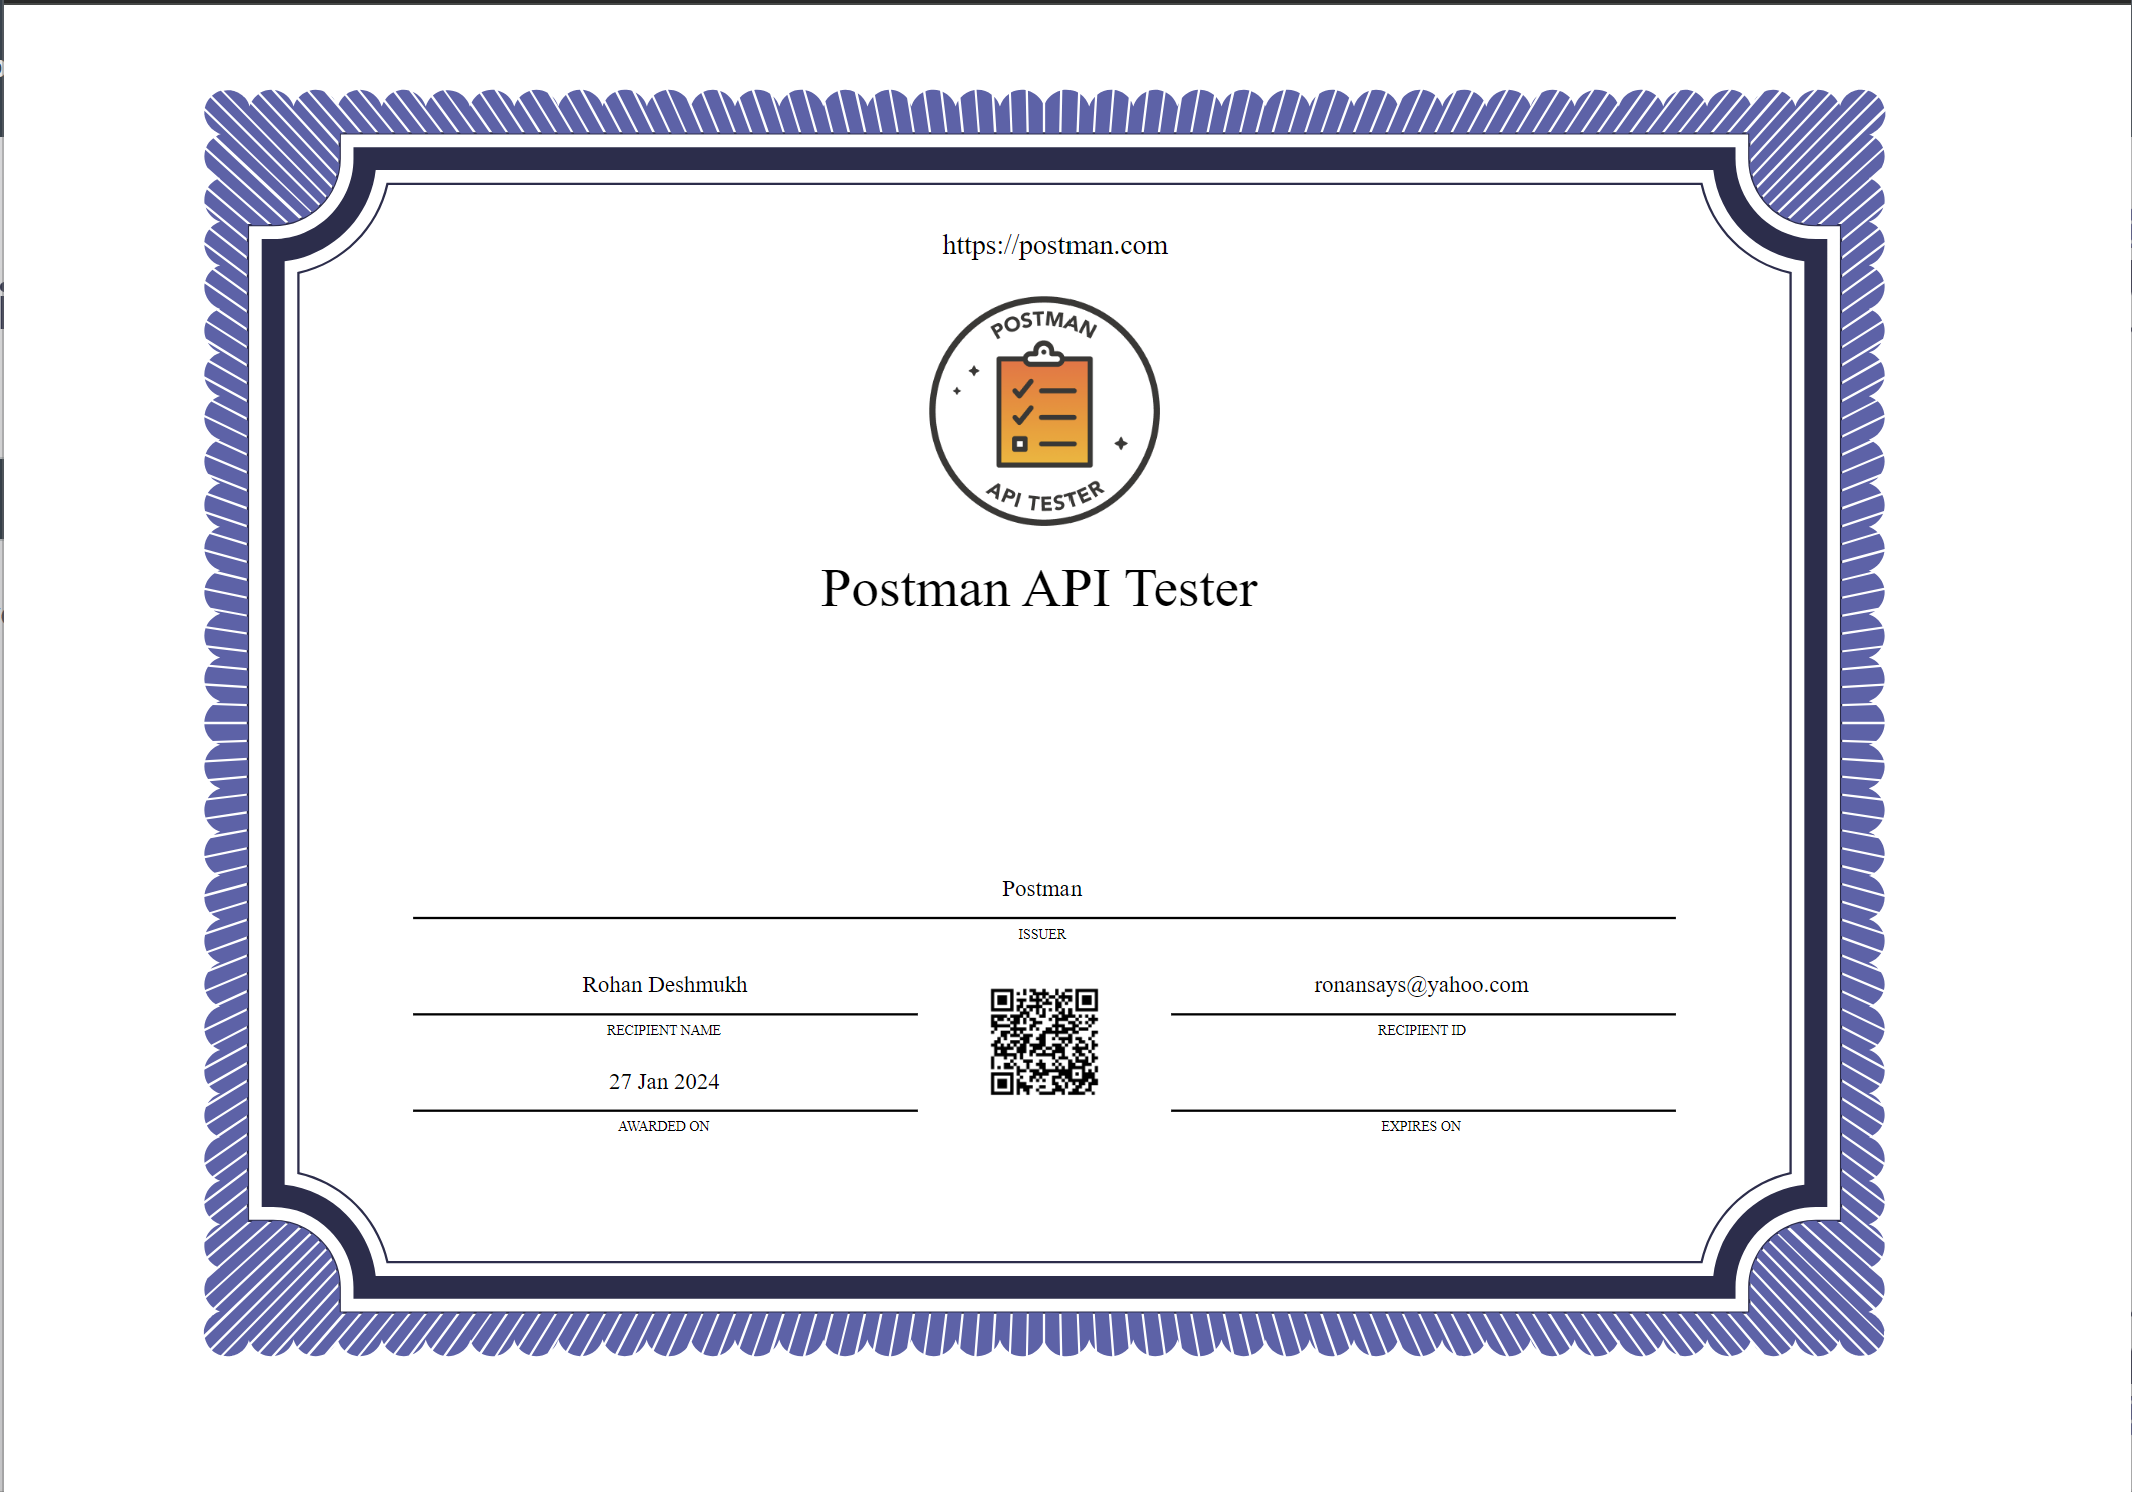 https://postman.com
POSTMAN
API TESTER
Postman API Tester
Postman
ISSUER
Rohan Deshmukh
RECIPIENT NAME
ronansays@yahoo.com
RECIPIENT ID
27 Jan 2024
AWARDED ON
EXPIRES ON